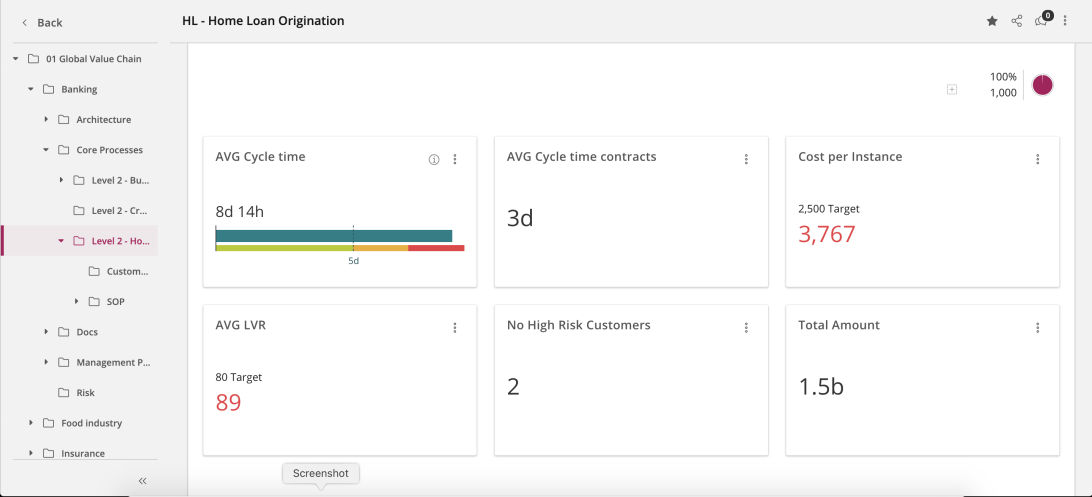 Back
HL - Home Loan Origination
0
01 Global Value Chain
Banking
Architecture
Core Processes
Level 2 - Bu...
Level 2 - Cr...
Level 2 - Ho...
Custom...
SOP
Docs
Management P...
Risk
Food industry
Insurance
100%
1,000
AVG Cycle time
8d 14h
5d
AVG Cycle time contracts
3d
Cost per Instance
2,500 Target
3,767
AVG LVR
80 Target
89
No High Risk Customers
2
Total Amount
1.5b
Screenshot